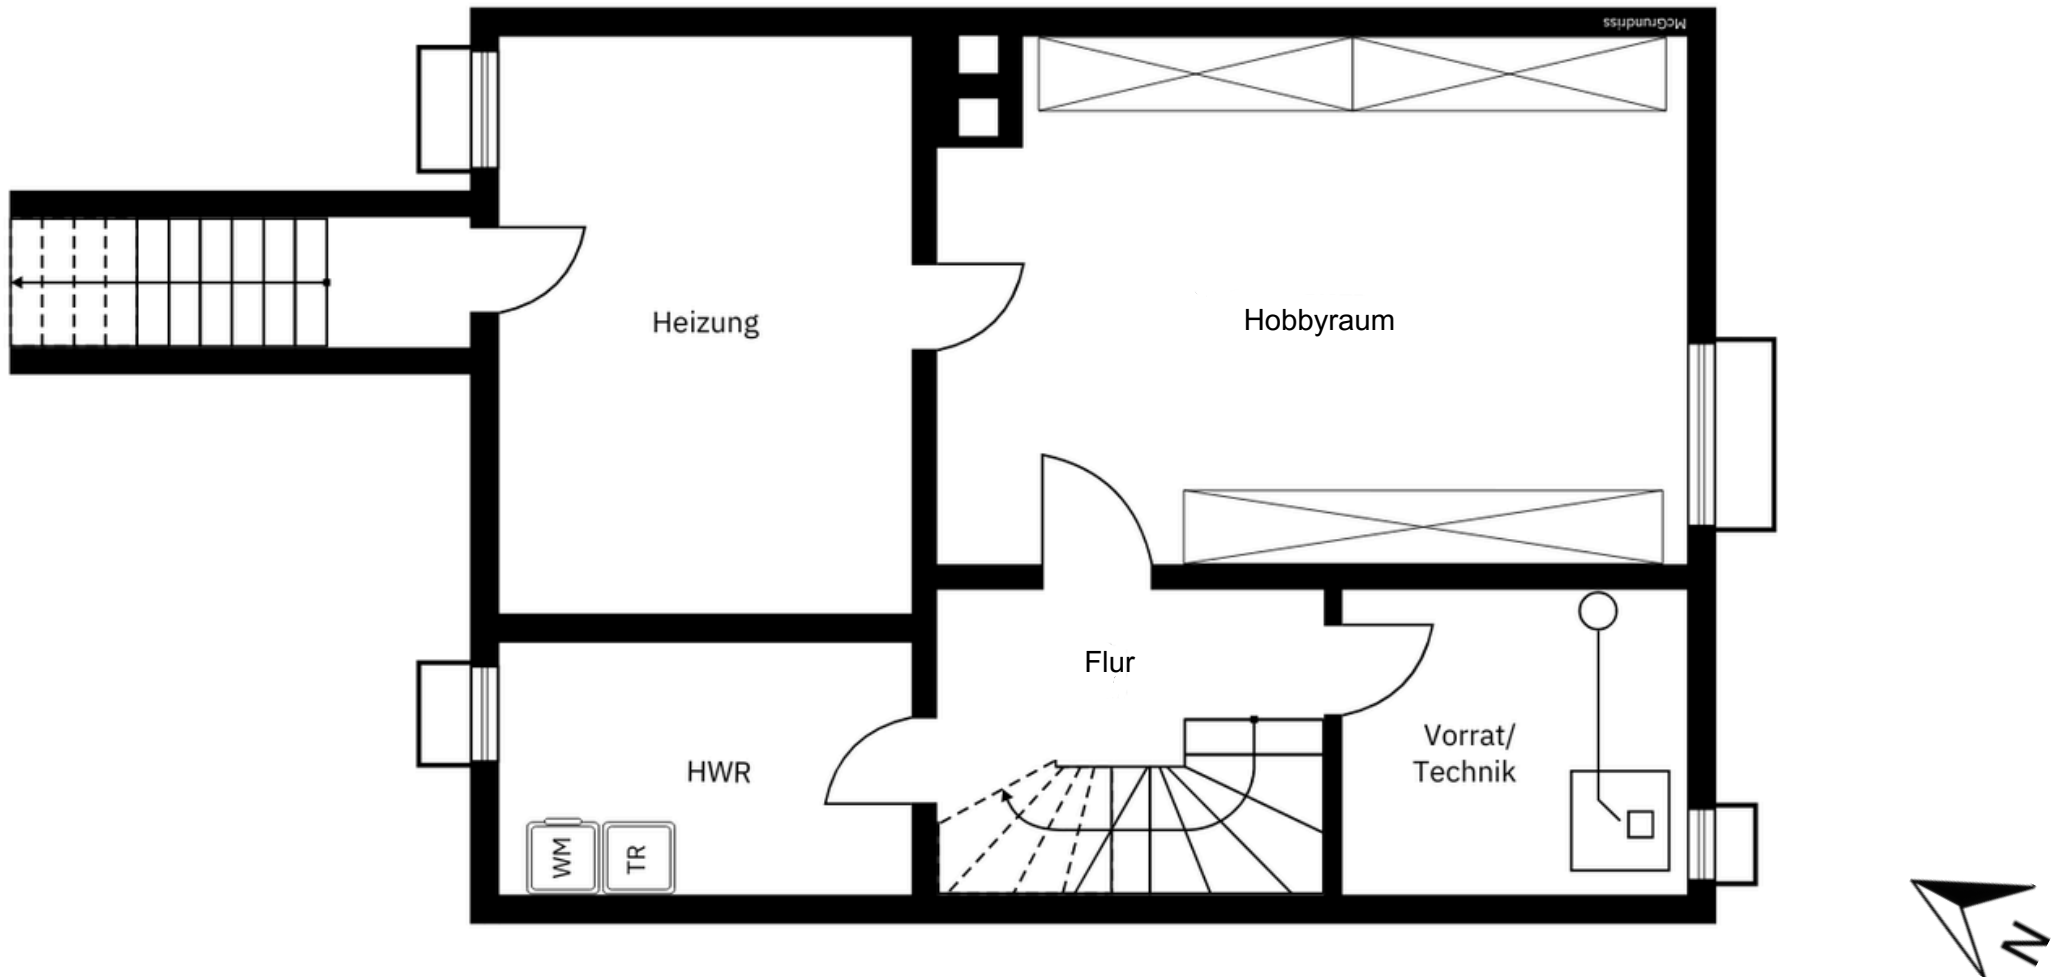 McGrundriss
Heizung
Hobbyraum
Flur
HWR
Vorrat/
Technik
WM
TR
N